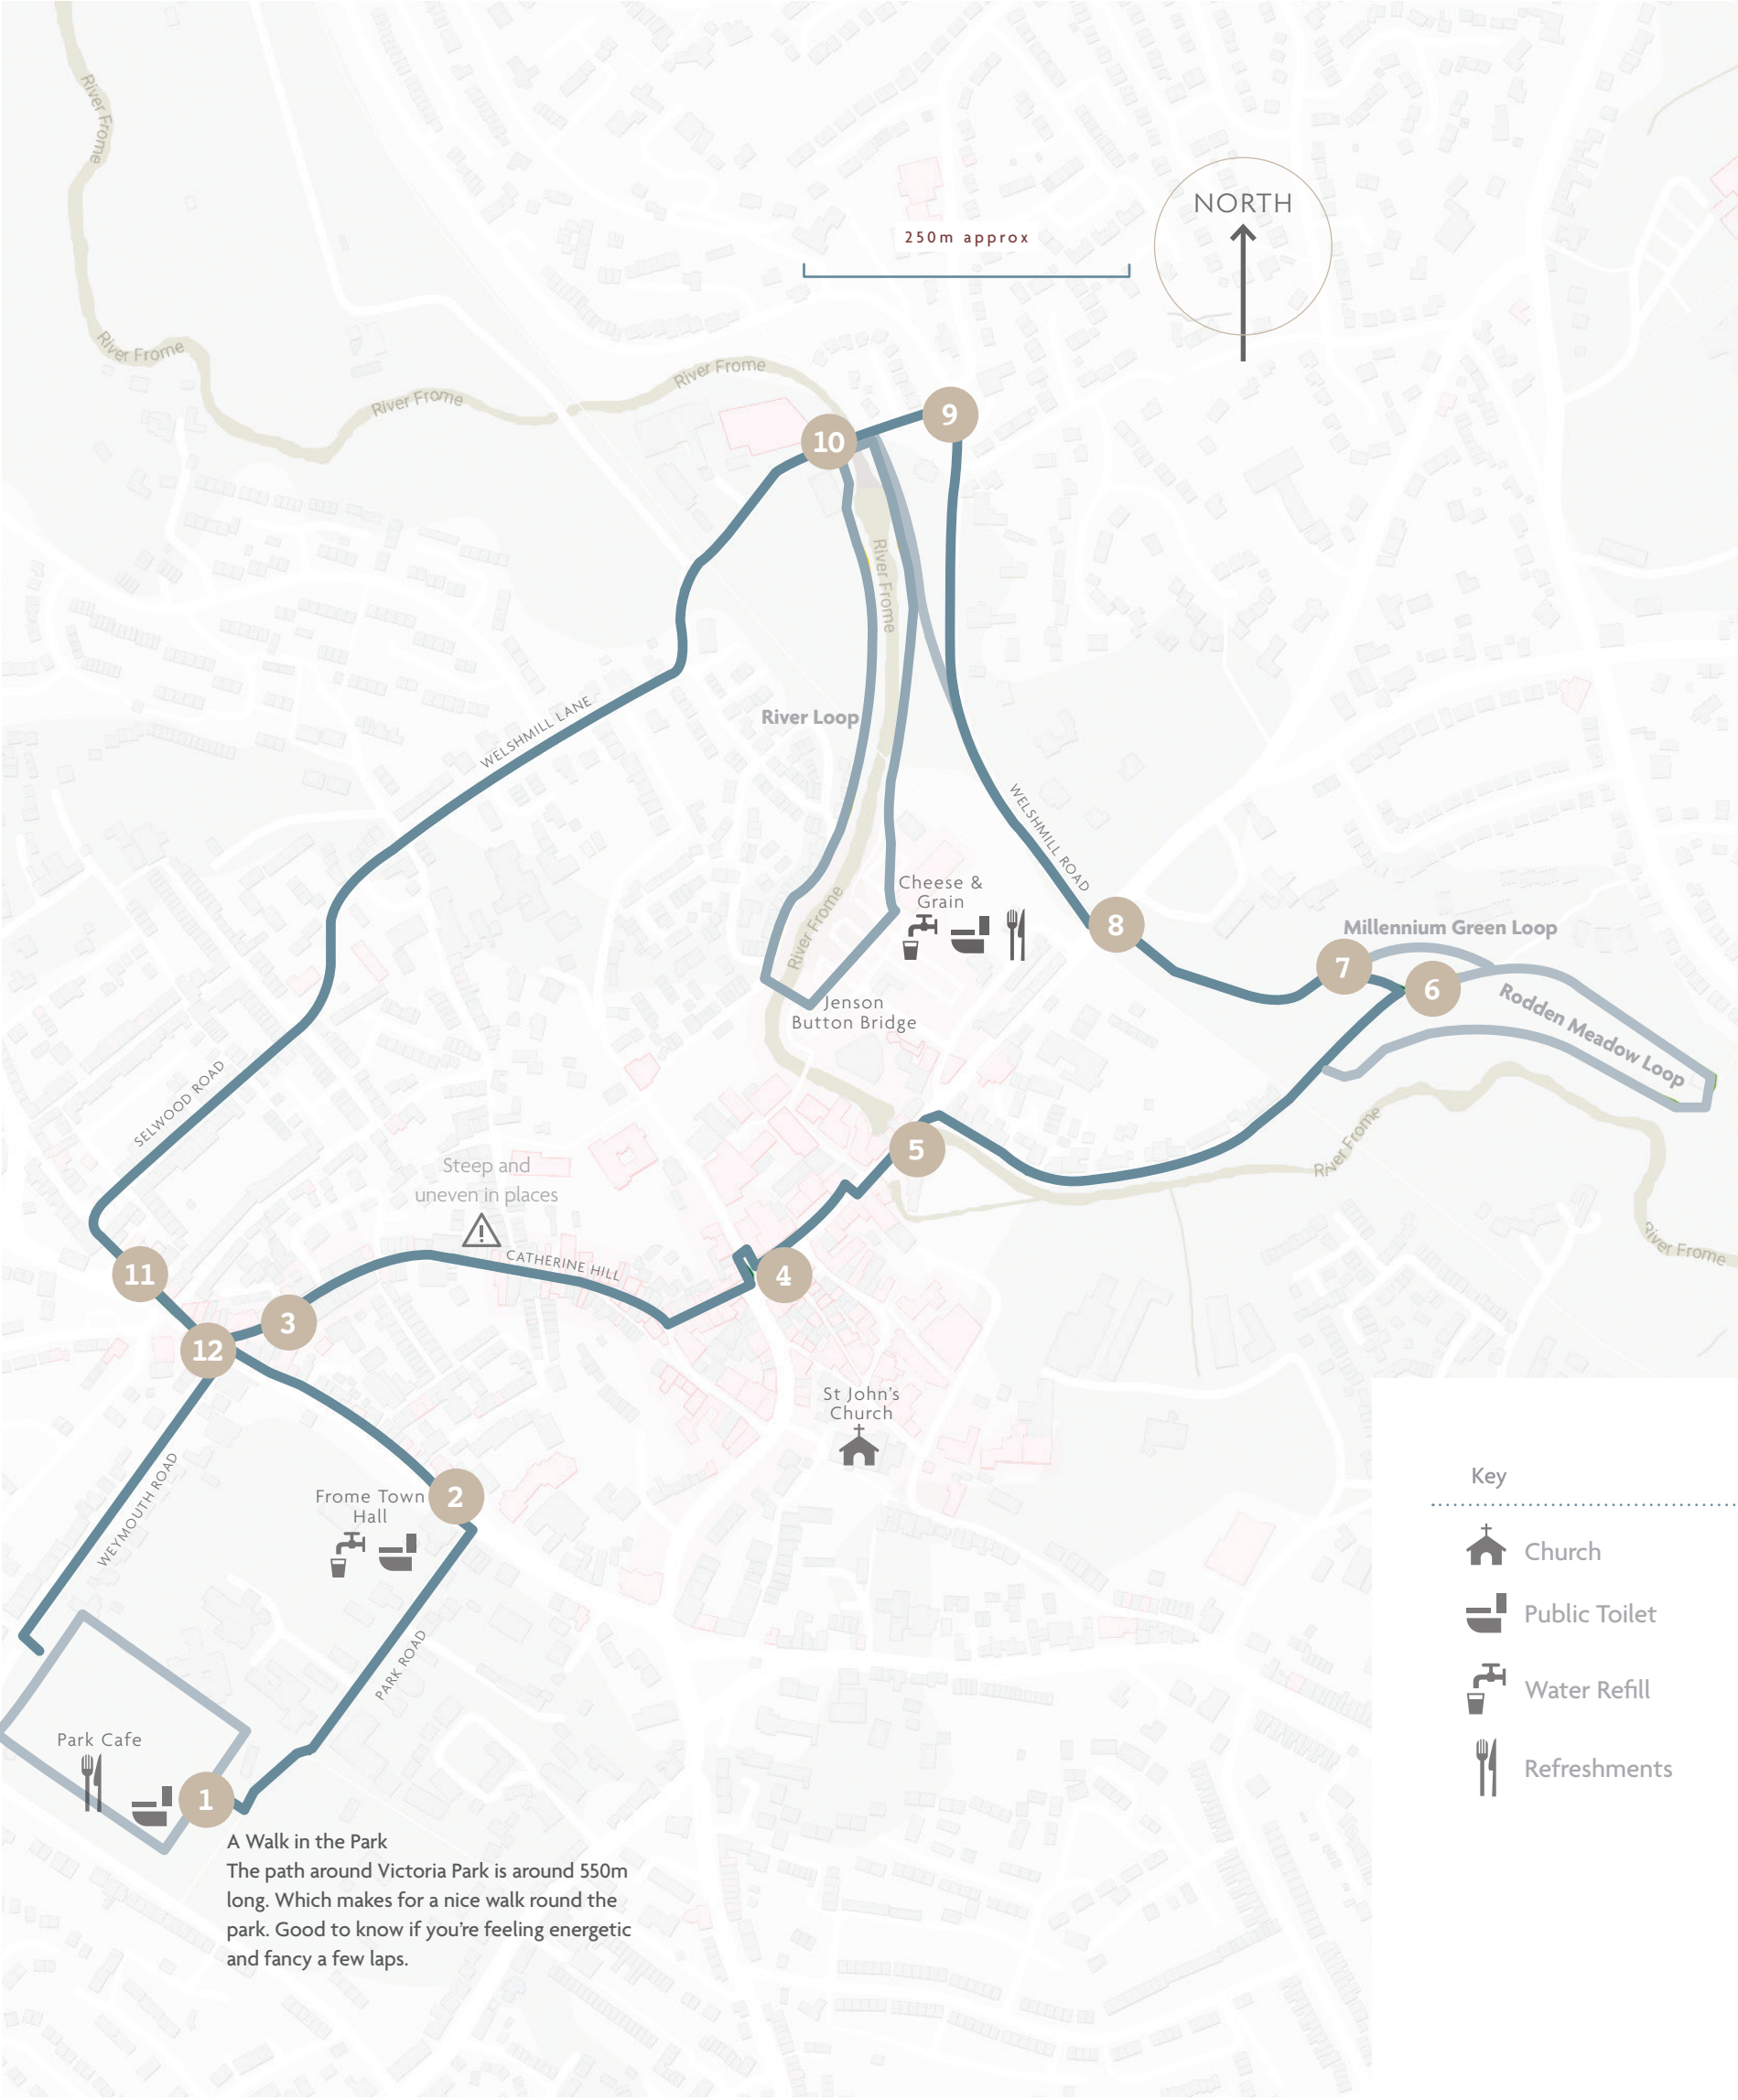 River Frome
NORTH
250m approx
River Frome
River Frome
River Frome
9
10
River Frome
WELSHMILL LANE
River Loop
WELSHMILL ROAD
Cheese &
Grain
River Frome
8
Millennium Green Loop
7
6
Rodden Meadow Loop
Jenson
Button Bridge
SELWOOD ROAD
River Frome
5
Steep and
uneven in places
River Frome
CATHERINE HILL
11
4
3
12
St John's
Church
WEYMOUTH ROAD
Frome Town
Hall
2
PARK ROAD
Park Cafe
1
A Walk in the Park
The path around Victoria Park is around 550m
long. Which makes for a nice walk round the
park. Good to know if you're feeling energetic
and fancy a few laps.
Key
Church
Public Toilet
Water Refill
Refreshments